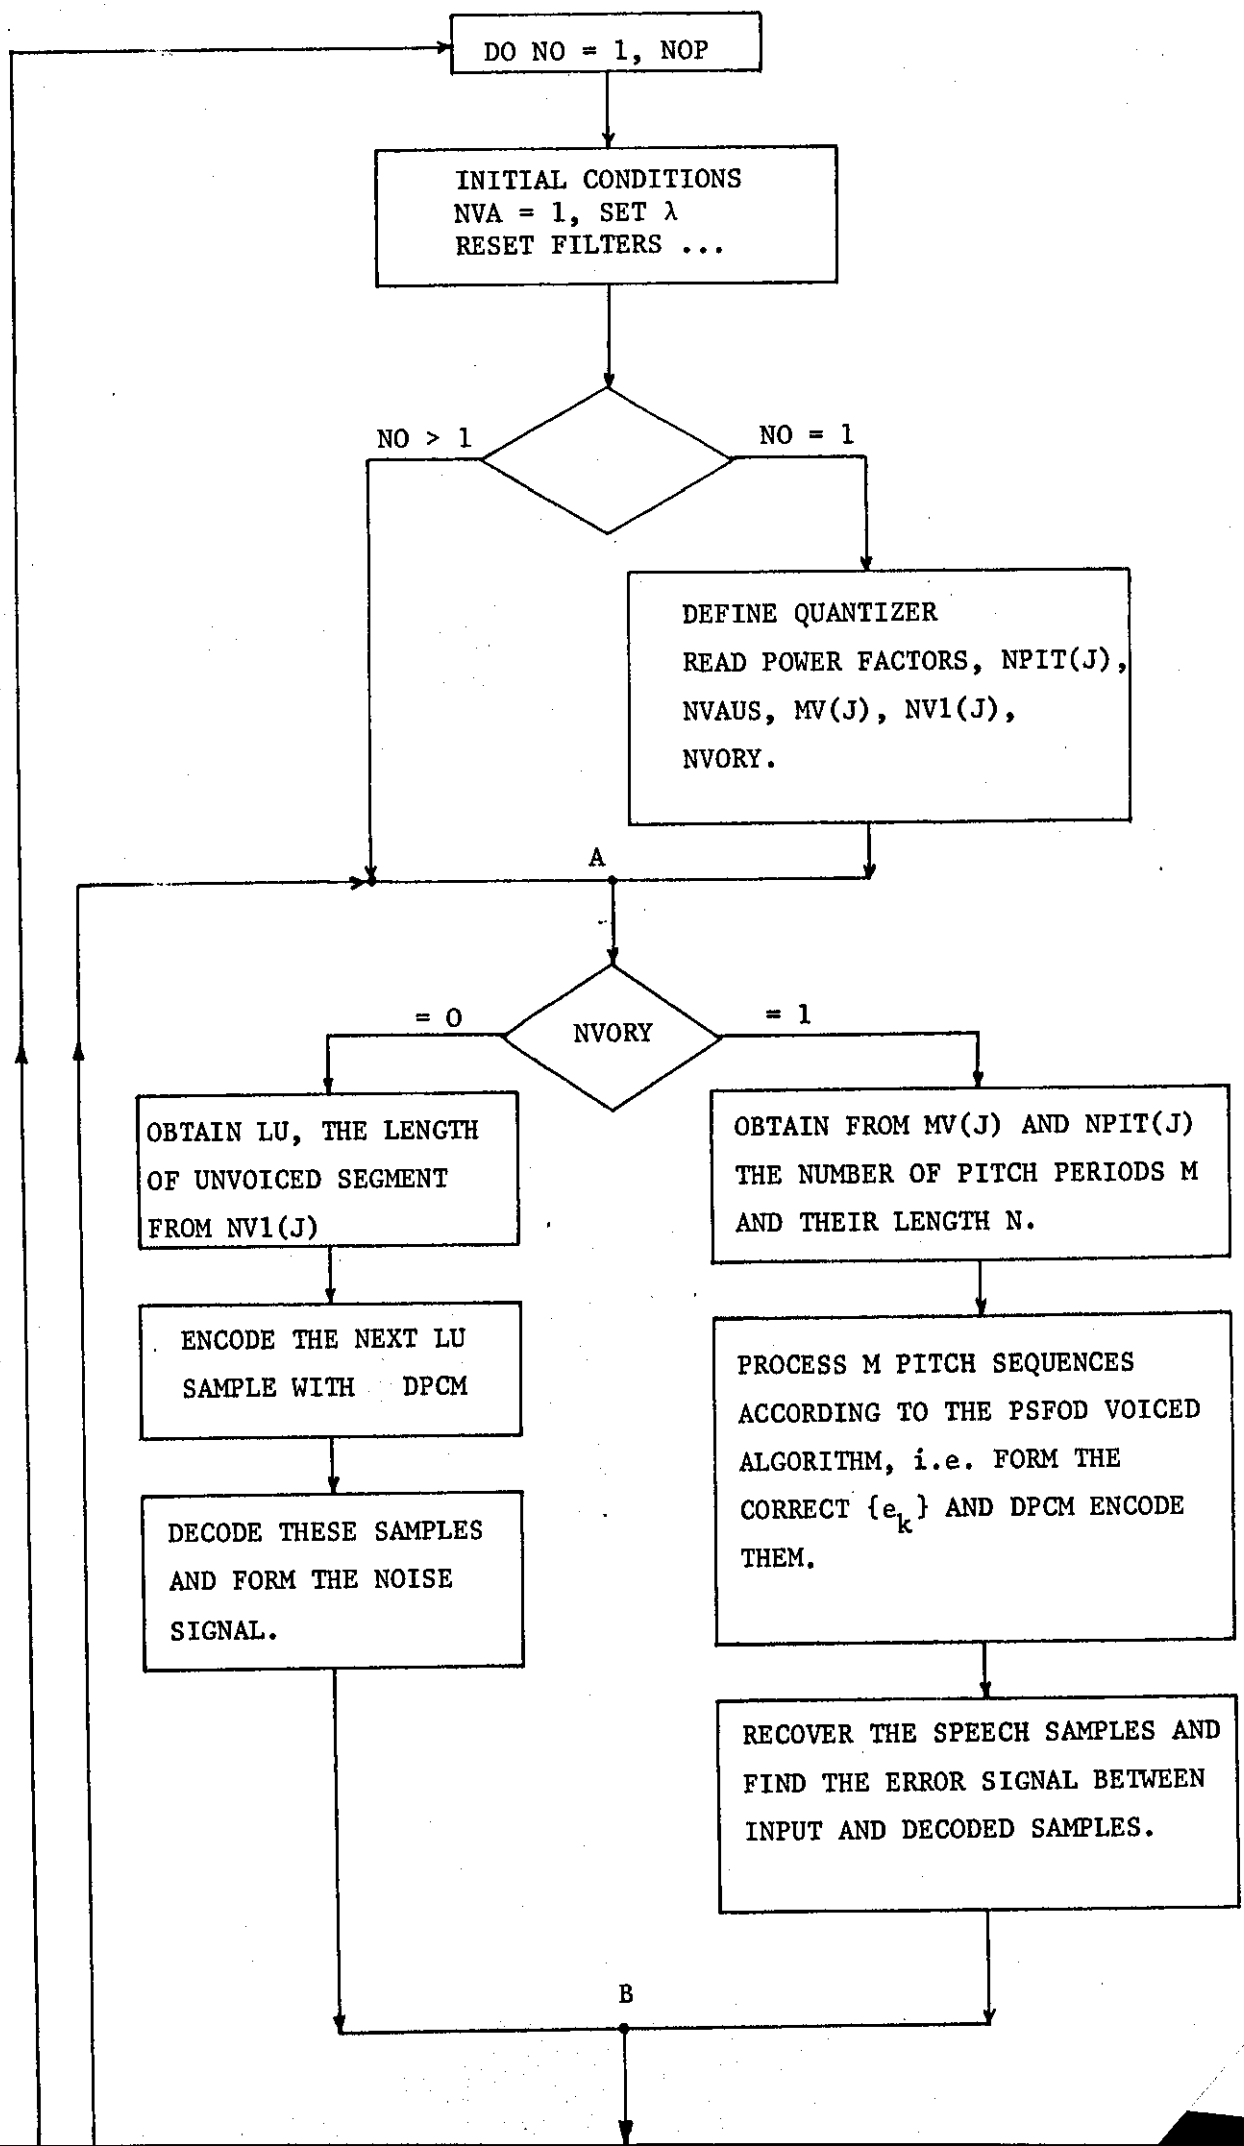 DO NO = 1, NOP
INITIAL CONDITIONS
NVA = 1, SET λ
RESET FILTERS ...
NO > 1
NO = 1
DEFINE QUANTIZER
READ POWER FACTORS, NPIT(J),
NVAUS, MV(J), NV1(J),
NVORY.
A
= 0
NVORY
= 1
OBTAIN LU, THE LENGTH
OF UNVOICED SEGMENT
FROM NV1(J)
OBTAIN FROM MV(J) AND NPIT(J)
THE NUMBER OF PITCH PERIODS M
AND THEIR LENGTH N.
ENCODE THE NEXT LU
SAMPLE WITH DPCM
PROCESS M PITCH SEQUENCES
ACCORDING TO THE PSFOD VOICED
ALGORITHM, i.e. FORM THE
CORRECT {e_k} AND DPCM ENCODE
THEM.
DECODE THESE SAMPLES
AND FORM THE NOISE
SIGNAL.
RECOVER THE SPEECH SAMPLES AND
FIND THE ERROR SIGNAL BETWEEN
INPUT AND DECODED SAMPLES.
B